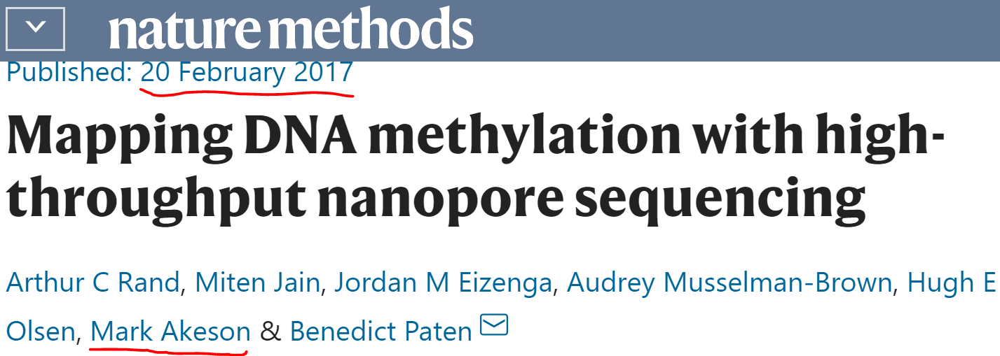 nature methods
Published: 20 February 2017
Mapping DNA methylation with high-
throughput nanopore sequencing
Arthur C Rand, Miten Jain, Jordan M Eizenga, Audrey Musselman-Brown, Hugh E
Olsen, Mark Akeson & Benedict Paten